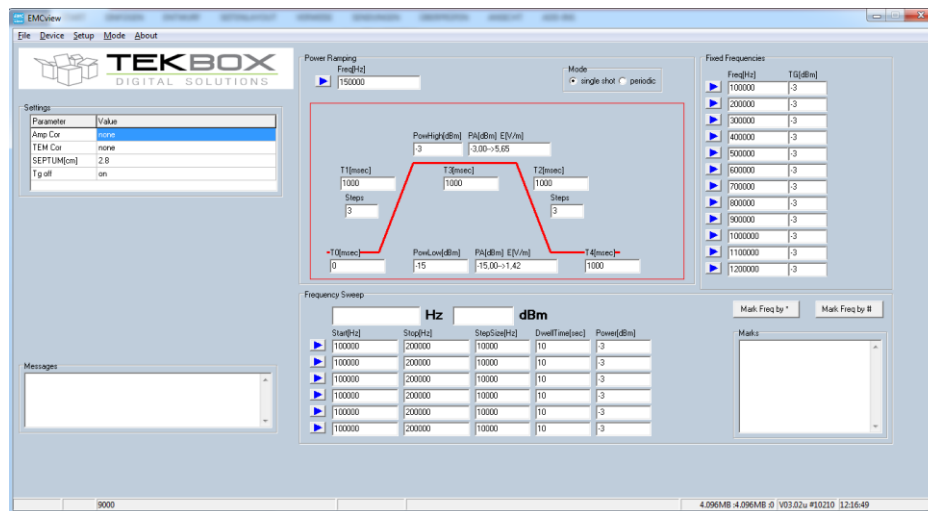 EMCview
File Device Setup Mode About
TEKBOX
DIGITAL SOLUTIONS
Settings
Parameter Value
Amp Cor none
TEM Cor none
SEPTUM[cm] 2.8
Tg off on
Messages
Power Ramping
Freq[Hz]
150000
Mode
single shot periodic
PowHigh[dBm] PA[dBm] E[V/m]
-3 -3,00->5,65
T1[msec] T3[msec] T2[msec]
1000 1000 1000
Steps Steps
3 3
T0[msec] PowLow[dBm] PA[dBm] E[V/m] T4[msec]
0 -15 -15,00->1,42 1000
Fixed Frequencies
Freq[Hz] TG[dBm]
100000 -3
200000 -3
300000 -3
400000 -3
500000 -3
600000 -3
700000 -3
800000 -3
900000 -3
1000000 -3
1100000 -3
1200000 -3
Frequency Sweep
Hz dBm
Start[Hz] Stop[Hz] StepSize[Hz] DwellTime[sec] Power[dBm]
100000 200000 10000 10 -3
100000 200000 10000 10 -3
100000 200000 10000 10 -3
100000 200000 10000 10 -3
100000 200000 10000 10 -3
100000 200000 10000 10 -3
Mark Freq by * Mark Freq by #
Marks
9000 4.096MB :4.096MB :0 V03.02u #10210 12:16:49